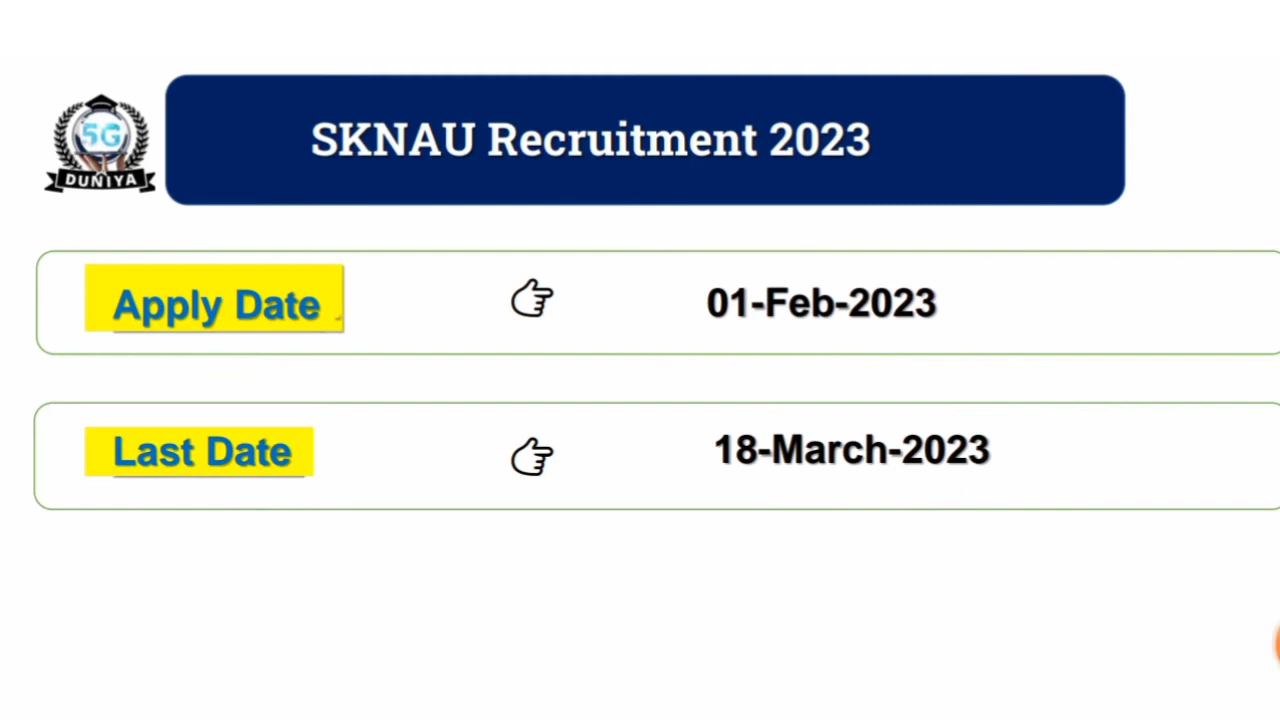 SKNAU Recruitment 2023
5G
DUNIYA
Apply Date 01-Feb-2023
Last Date 18-March-2023